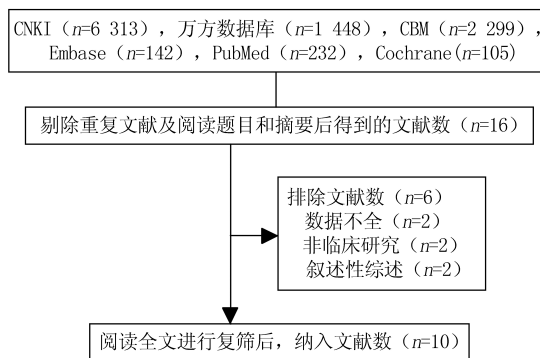 CNKI（n=6 313），万方数据库（n=1 448），CBM（n=2 299），
Embase（n=142），PubMed（n=232），Cochrane(n=105)
剔除重复文献及阅读题目和摘要后得到的文献数（n=16）
排除文献数（n=6）
数据不全（n=2）
非临床研究（n=2）
叙述性综述（n=2）
阅读全文进行复筛后，纳入文献数（n=10）